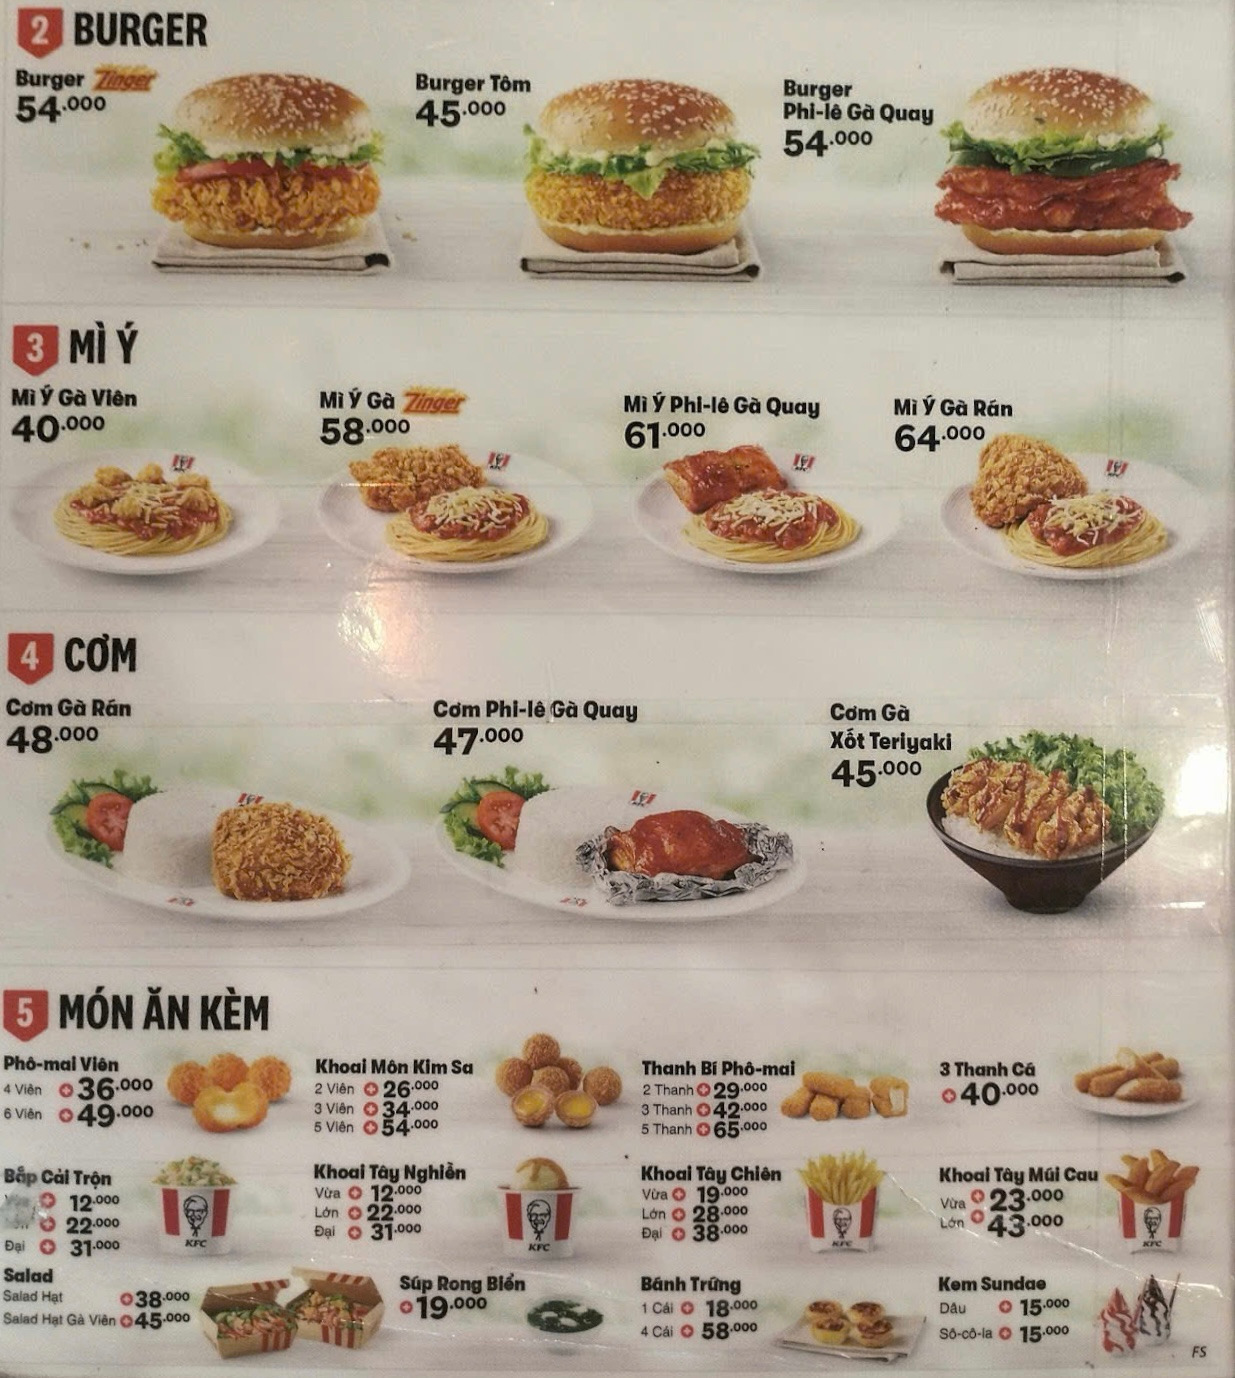 2 BURGER
Burger Zinger
54.000
Burger Tôm
45.000
Burger
Phi-lê Gà Quay
54.000
3 MÌ Ý
Mì Ý Gà Viên
40.000
Mì Ý Gà Zinger
58.000
Mì Ý Phi-lê Gà Quay
61.000
Mì Ý Gà Rán
64.000
4 CƠM
Cơm Gà Rán
48.000
Cơm Phi-lê Gà Quay
47.000
Cơm Gà
Xốt Teriyaki
45.000
5 MÓN ĂN KÈM
Phô-mai Viên
4 Viên 36.000
6 Viên 49.000
Khoai Môn Kim Sa
2 Viên 26.000
3 Viên 34.000
5 Viên 54.000
Thanh Bí Phô-mai
2 Thanh 29.000
3 Thanh 42.000
5 Thanh 65.000
3 Thanh Cá
40.000
Bắp Cải Trộn
12.000
22.000
Đại 31.000
KFC
Khoai Tây Nghiền
Vừa 12.000
Lớn 22.000
Đại 31.000
KFC
Khoai Tây Chiên
Vừa 19.000
Lớn 28.000
Đại 38.000
KFC
Khoai Tây Múi Cau
Vừa 23.000
Lớn 43.000
KFC
Salad
Salad Hạt 38.000
Salad Hạt Gà Viên 45.000
Súp Rong Biển
19.000
Bánh Trứng
1 Cái 18.000
4 Cái 58.000
Kem Sundae
Dâu 15.000
Sô-cô-la 15.000
FS